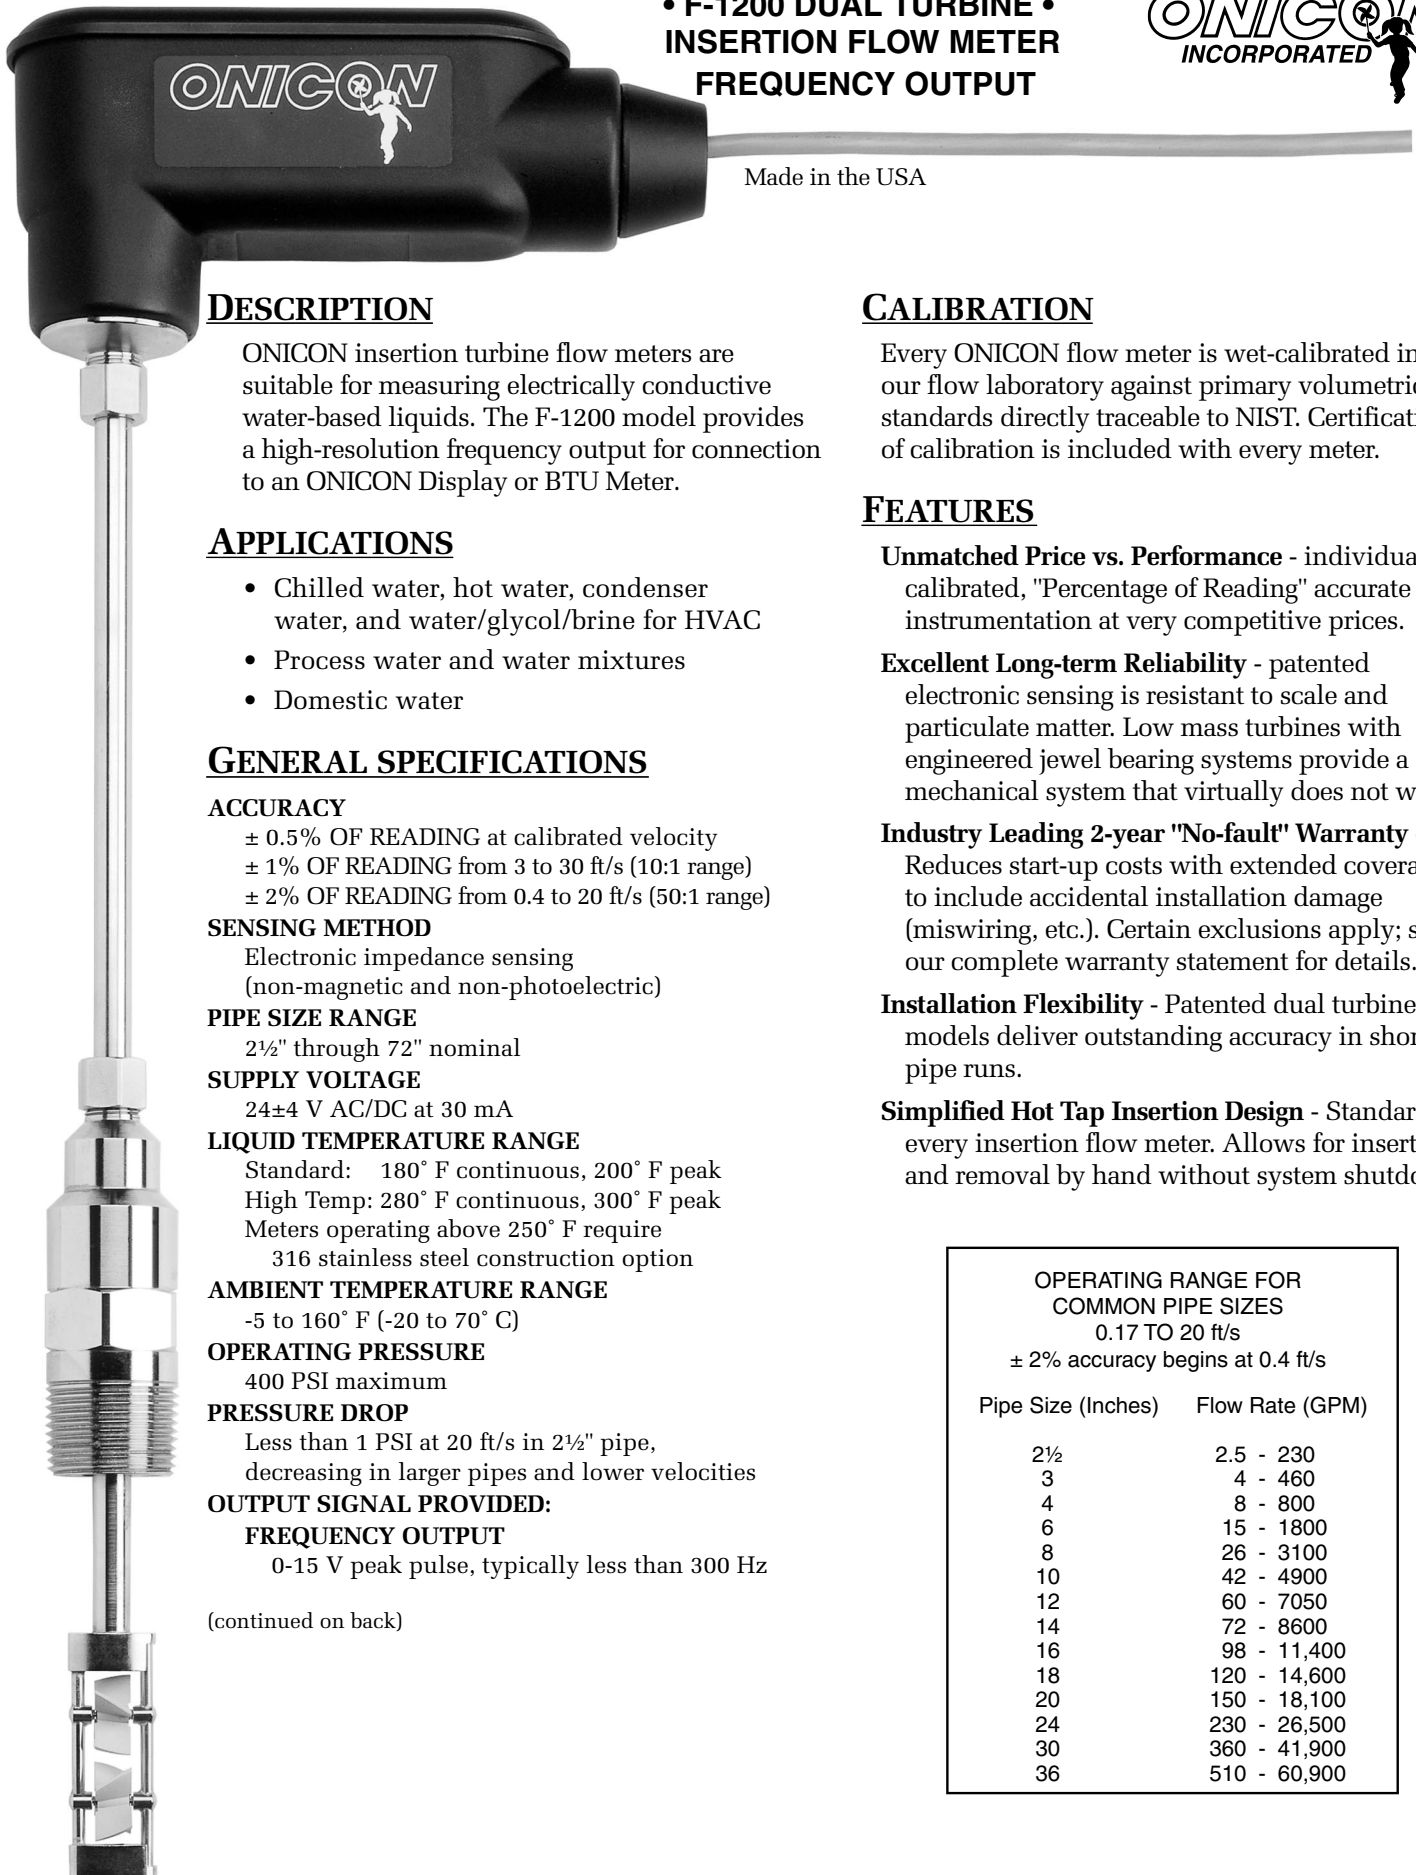 • F-1200 DUAL TURBINE •
INSERTION FLOW METER
FREQUENCY OUTPUT
INCORPORATED
ONICON
Made in the USA
DESCRIPTION
ONICON insertion turbine flow meters are
suitable for measuring electrically conductive
water-based liquids. The F-1200 model provides
a high-resolution frequency output for connection
to an ONICON Display or BTU Meter.
APPLICATIONS
• Chilled water, hot water, condenser
water, and water/glycol/brine for HVAC
• Process water and water mixtures
• Domestic water
GENERAL SPECIFICATIONS
ACCURACY
± 0.5% OF READING at calibrated velocity
± 1% OF READING from 3 to 30 ft/s (10:1 range)
± 2% OF READING from 0.4 to 20 ft/s (50:1 range)
SENSING METHOD
Electronic impedance sensing
(non-magnetic and non-photoelectric)
PIPE SIZE RANGE
2½" through 72" nominal
SUPPLY VOLTAGE
24±4 V AC/DC at 30 mA
LIQUID TEMPERATURE RANGE
Standard: 180˚ F continuous, 200˚ F peak
High Temp: 280˚ F continuous, 300˚ F peak
Meters operating above 250˚ F require
316 stainless steel construction option
AMBIENT TEMPERATURE RANGE
-5 to 160˚ F (-20 to 70˚ C)
OPERATING PRESSURE
400 PSI maximum
PRESSURE DROP
Less than 1 PSI at 20 ft/s in 2½" pipe,
decreasing in larger pipes and lower velocities
OUTPUT SIGNAL PROVIDED:
FREQUENCY OUTPUT
0-15 V peak pulse, typically less than 300 Hz
(continued on back)
CALIBRATION
Every ONICON flow meter is wet-calibrated in
our flow laboratory against primary volumetric
standards directly traceable to NIST.
of calibration is included with every meter.
FEATURES
Unmatched Price vs. Performance -
calibrated, "Percentage of Reading" accurate
instrumentation at very competitive prices.
Excellent Long-term Reliability - patented
electronic sensing is resistant to scale and
particulate matter. Low mass turbines with
engineered jewel bearing systems provide a
mechanical system that virtually does not
Industry Leading 2-year "No-fault" Warranty
Reduces start-up costs with extended
to include accidental installation damage
(miswiring, etc.). Certain exclusions apply;
our complete warranty statement for details.
Installation Flexibility - Patented dual turbine
models deliver outstanding accuracy in
pipe runs.
Simplified Hot Tap Insertion Design -
every insertion flow meter. Allows for
and removal by hand without system
OPERATING RANGE FOR
COMMON PIPE SIZES
0.17 TO 20 ft/s
± 2% accuracy begins at 0.4 ft/s
Pipe Size (Inches) Flow Rate (GPM)
2½ 2.5 - 230
3 4 - 460
4 8 - 800
6 15 - 1800
8 26 - 3100
10 42 - 4900
12 60 - 7050
14 72 - 8600
16 98 - 11,400
18 120 - 14,600
20 150 - 18,100
24 230 - 26,500
30 360 - 41,900
36 510 - 60,900